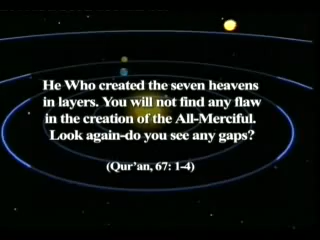 He Who created the seven heavens
in layers. You will not find any flaw
in the creation of the All-Merciful.
Look again-do you see any gaps?
(Qur'an, 67: 1-4)